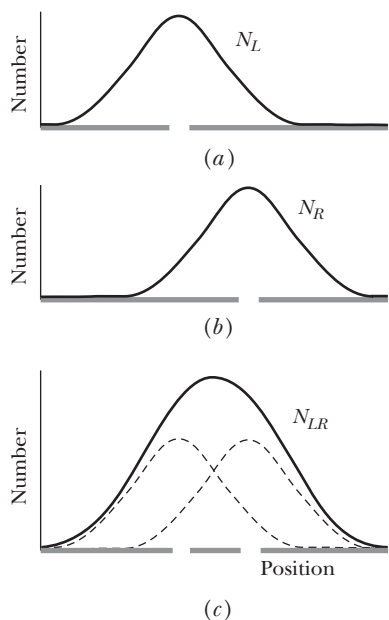 Number
N_L
(a)
Number
N_R
(b)
Number
N_LR
Position
(c)